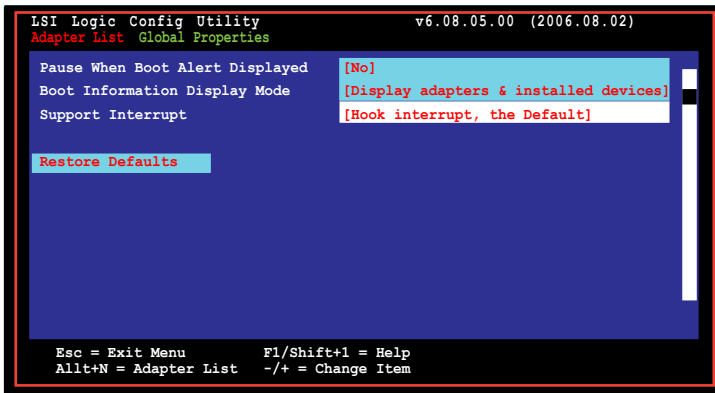 LSI Logic Config Utility v6.08.05.00 (2006.08.02)
Adapter List Global Properties
Pause When Boot Alert Displayed [No]
Boot Information Display Mode [Display adapters & installed devices]
Support Interrupt [Hook interrupt, the Default]
Restore Defaults
Esc = Exit Menu F1/Shift+1 = Help
Allt+N = Adapter List -/+ = Change Item